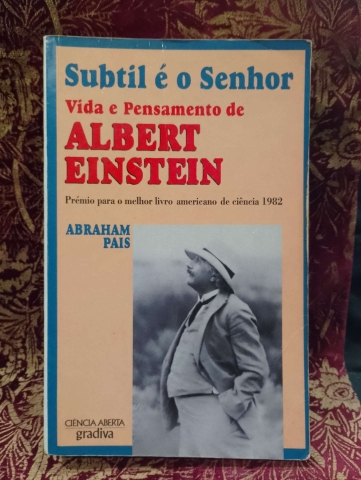 Subtil é o Senhor
Vida e Pensamento de
ALBERT
EINSTEIN
Prémio para o melhor livro americano de ciência 1982
ABRAHAM
PAIS
CIÊNCIA ABERTA
gradiva